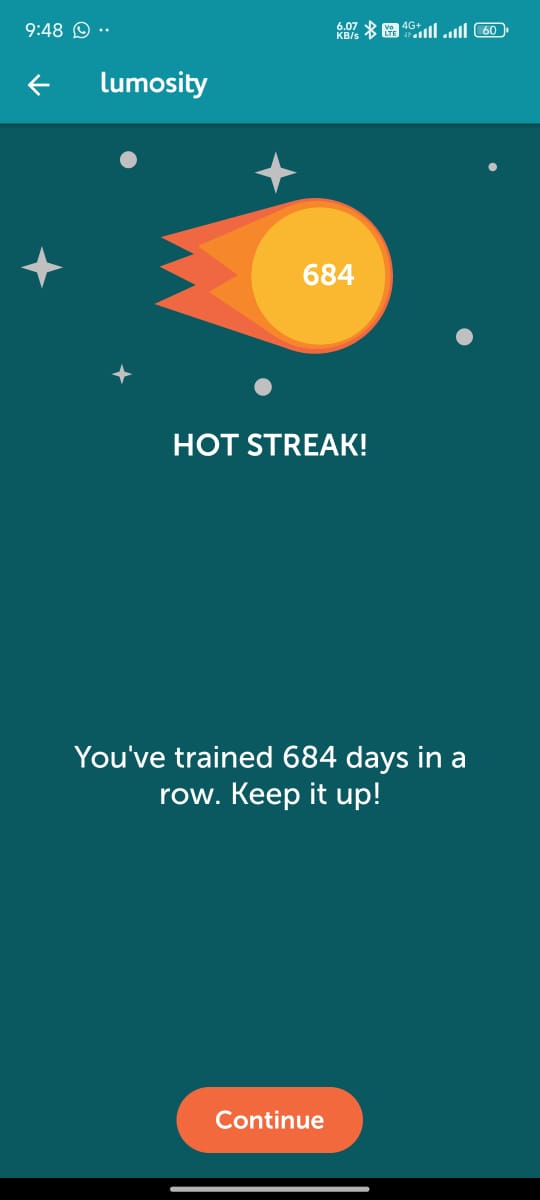 9:48
6.07 KB/s
Vo LTE
4G+
60
lumosity
684
HOT STREAK!
You've trained 684 days in a
row. Keep it up!
Continue